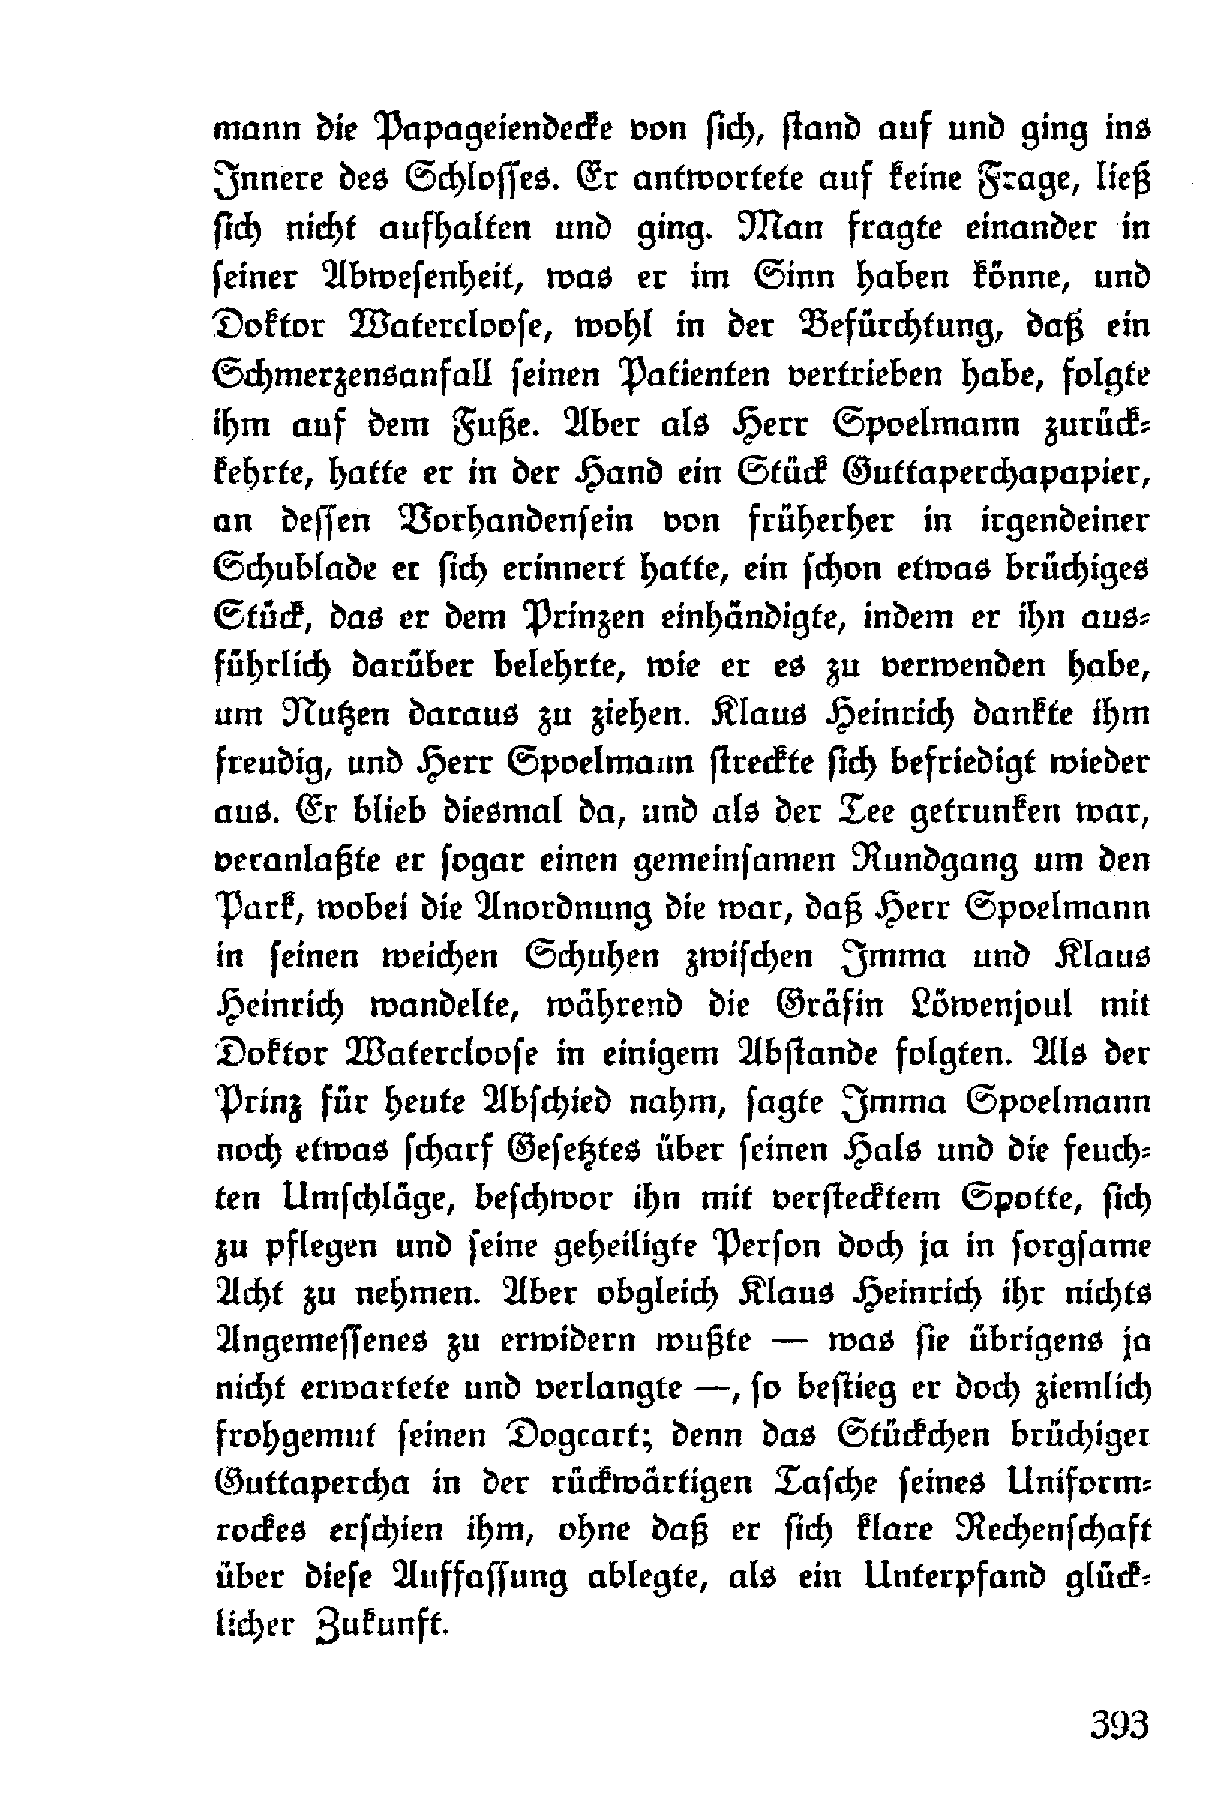 mann die Papageiendecke von sich, stand auf und ging ins
Innere des Schlosses. Er antwortete auf keine Frage, ließ
sich nicht aufhalten und ging. Man fragte einander in
seiner Abwesenheit, was er im Sinn haben könne, und
Doktor Watercloose, wohl in der Befürchtung, daß ein
Schmerzensanfall seinen Patienten vertrieben habe, folgte
ihm auf dem Fuße. Aber als Herr Spoelmann zurück-
kehrte, hatte er in der Hand ein Stück Guttaperchapapier,
an dessen Vorhandensein von früherher in irgendeiner
Schublade er sich erinnert hatte, ein schon etwas brüchiges
Stück, das er dem Prinzen einhändigte, indem er ihn aus-
führlich darüber belehrte, wie er es zu verwenden habe,
um Nutzen daraus zu ziehen. Klaus Heinrich dankte ihm
freudig, und Herr Spoelmann streckte sich befriedigt wieder
aus. Er blieb diesmal da, und als der Tee getrunken war,
veranlaßte er sogar einen gemeinsamen Rundgang um den
Park, wobei die Anordnung die war, daß Herr Spoelmann
in seinen weichen Schuhen zwischen Imma und Klaus
Heinrich wandelte, während die Gräfin Löwenjoul mit
Doktor Watercloose in einigem Abstande folgten. Als der
Prinz für heute Abschied nahm, sagte Imma Spoelmann
noch etwas scharf Gesetztes über seinen Hals und die feuch-
ten Umschläge, beschwor ihn mit verstecktem Spotte, sich
zu pflegen und seine geheiligte Person doch ja in sorgsame
Acht zu nehmen. Aber obgleich Klaus Heinrich ihr nichts
Angemessenes zu erwidern wußte — was sie übrigens ja
nicht erwartete und verlangte —, so bestieg er doch ziemlich
frohgemut seinen Dogcart; denn das Stückchen brüchiger
Guttapercha in der rückwärtigen Tasche seines Uniform-
rockes erschien ihm, ohne daß er sich klare Rechenschaft
über diese Auffassung ablegte, als ein Unterpfand glück-
licher Zukunft.
393